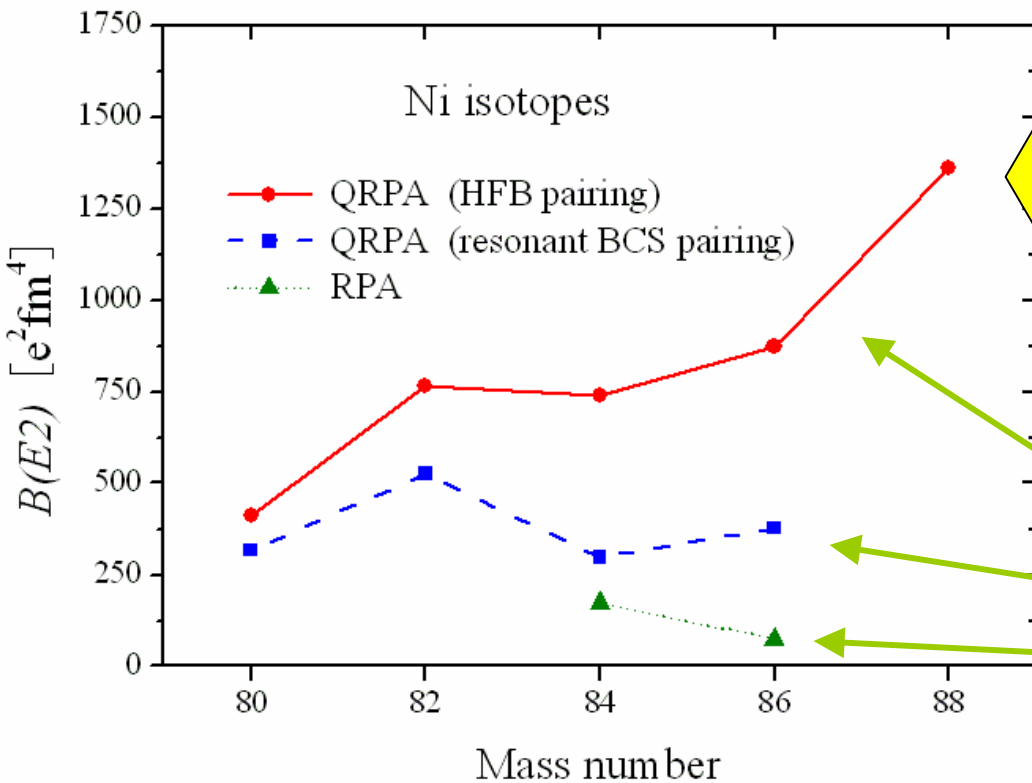 1750
1500
1250
1000
750
500
250
0
B(E2) [e²fm⁴]
Ni isotopes
QRPA (HFB pairing)
QRPA (resonant BCS pairing)
RPA
80 82 84 86 88
Mass number